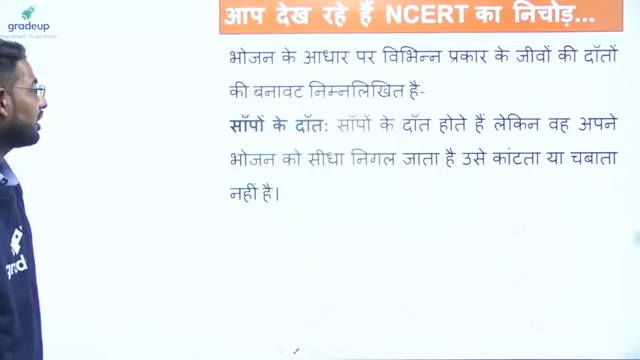 आप देख रहे हैं NCERT का निचोड़...
gradeup
भोजन के आधार पर विभिन्न प्रकार के जीवों की दाँतों
की बनावट निम्नलिखित है-
साँपों के दाँत: साँपों के दाँत होते हैं लेकिन वह अपने
भोजन को सीधा निगल जाता है उसे कांटता या चबाता
नहीं है।